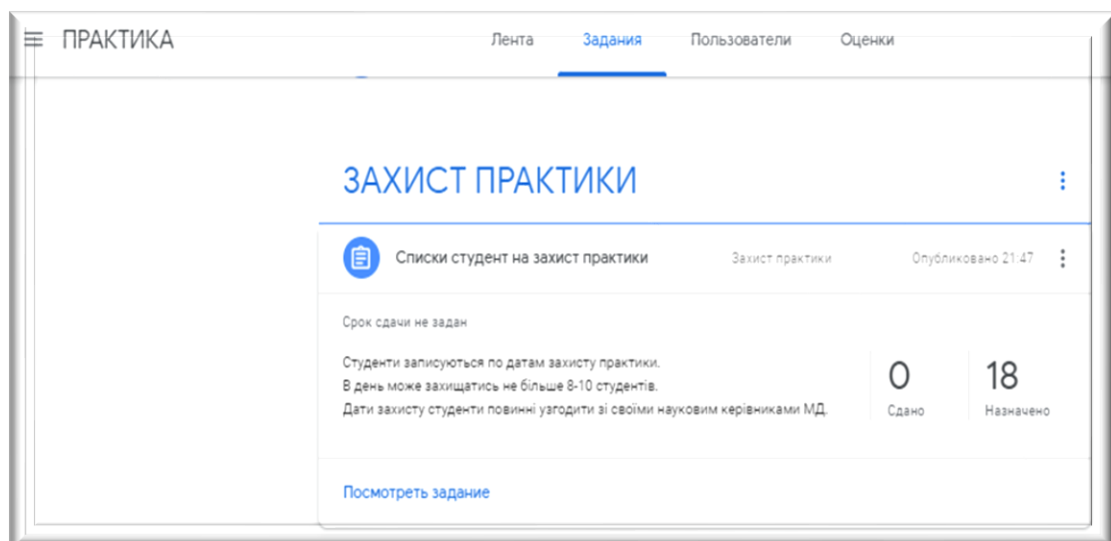 ПРАКТИКА
Лента Задания Пользователи Оценки
ЗАХИСТ ПРАКТИКИ
Списки студент на захист практики Захист практики Опубликовано 21:47
Срок сдачи не задан
Студенти записуються по датам захисту практики.
В день може захищатись не більше 8-10 студентів.
Дати захисту студенти повинні узгодити зі своїми науковим керівниками МД.
0 18
Сдано Назначено
Посмотреть задание